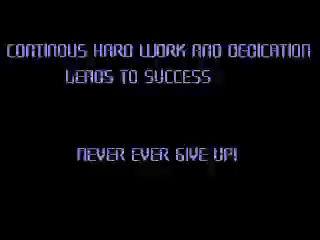 CONTINOUS HARD WORK AND DEDICATION
LEADS TO SUCCESS
NEVER EVER GIVE UP!